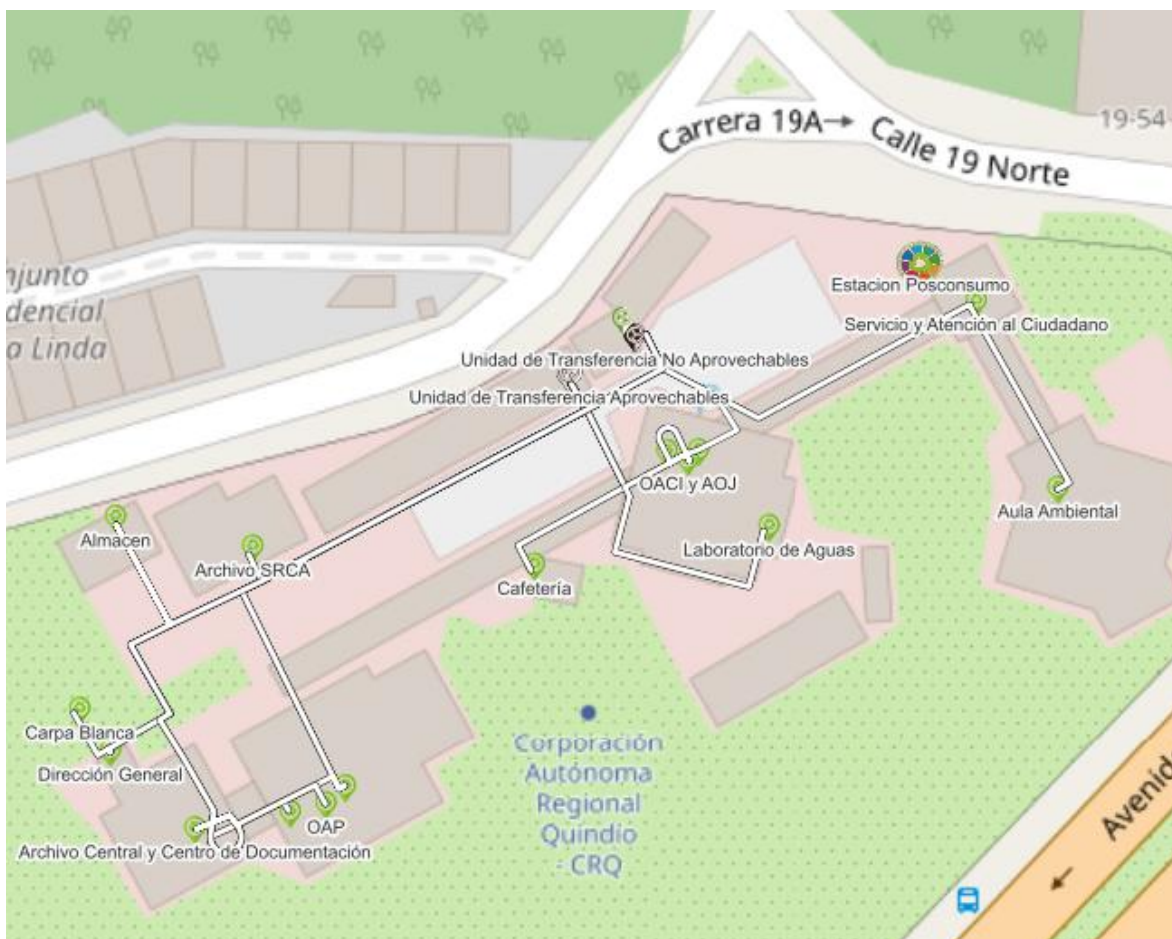 19-54
Carrera 19A→
Calle 19 Norte
Estacion Posconsumo
njunto
dencial
a Linda
Servicio y Atención al Ciudadano
Unidad de Transferencia No Aprovechables
Unidad de Transferencia Aprovechables
OACI y AOJ
Aula Ambiental
Almacen
Archivo SRCA
Laboratorio de Aguas
Cafetería
Carpa Blanca
Dirección General
Corporación
Autónoma
Regional
Quindío
- CRQ
Avenid
←
OAP
Archivo Central y Centro de Documentación